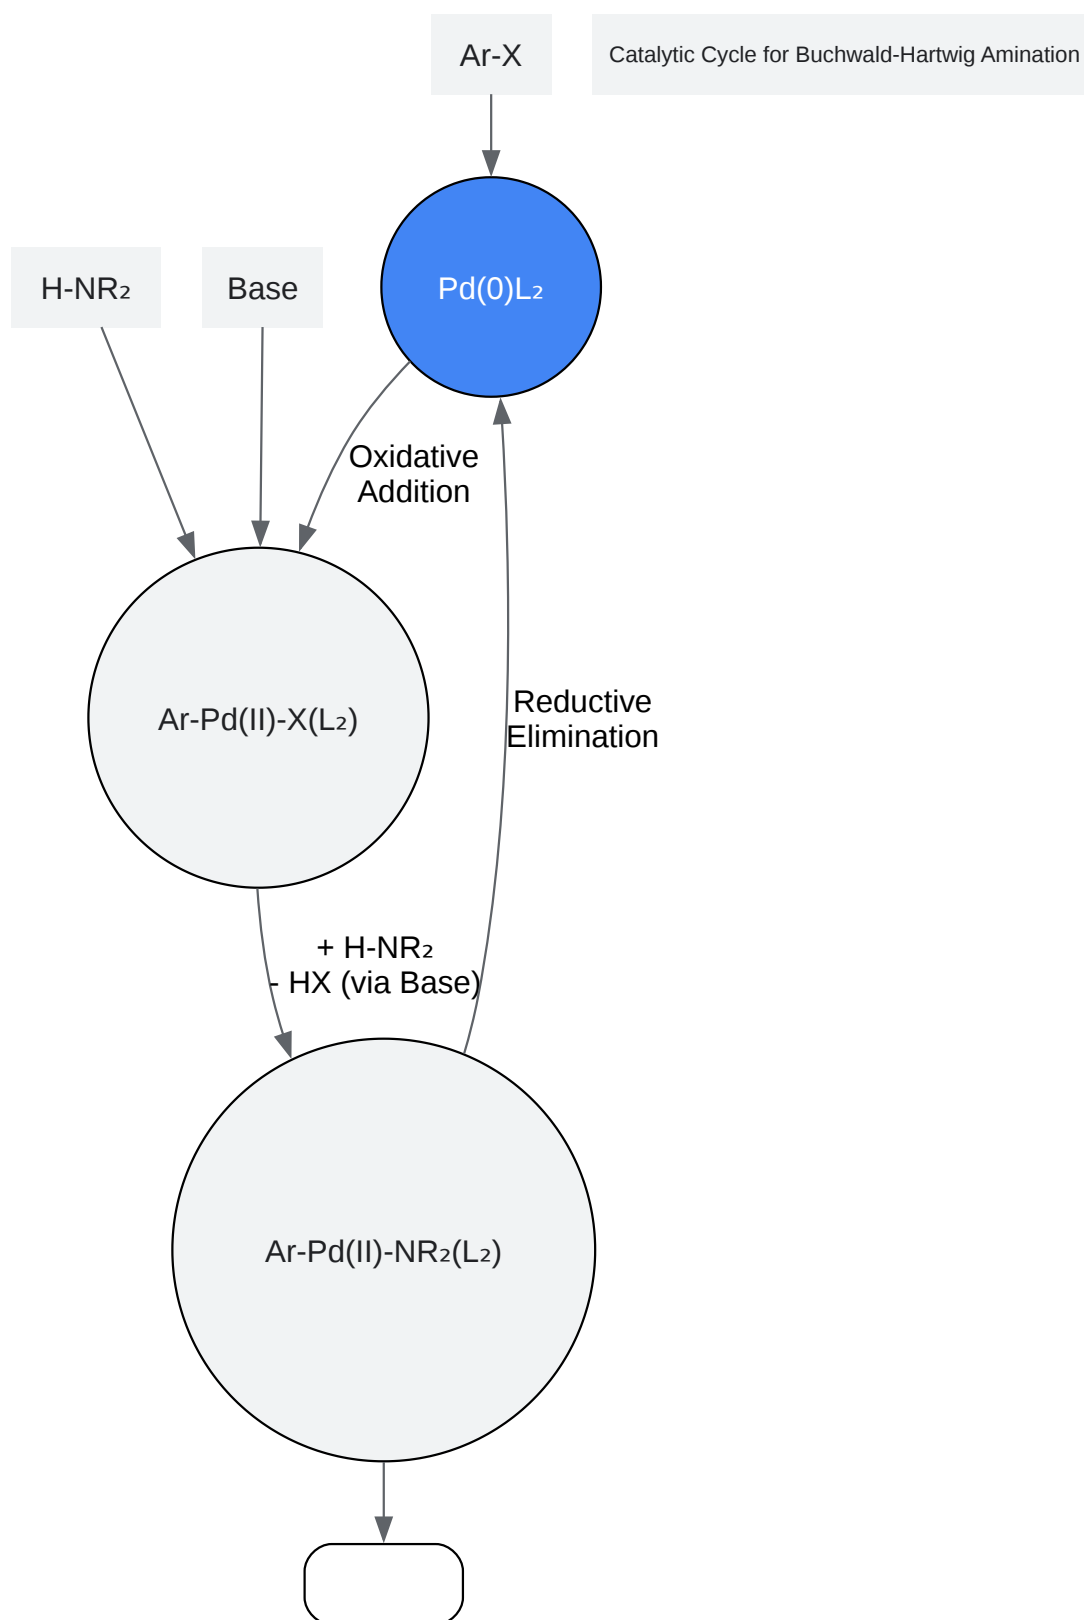 Ar-X
Catalytic Cycle for Buchwald-Hartwig Amination
H-NR₂
Base
Pd(0)L₂
Oxidative
Addition
Ar-Pd(II)-X(L₂)
Reductive
Elimination
+ H-NR₂
- HX (via Base)
Ar-Pd(II)-NR₂(L₂)